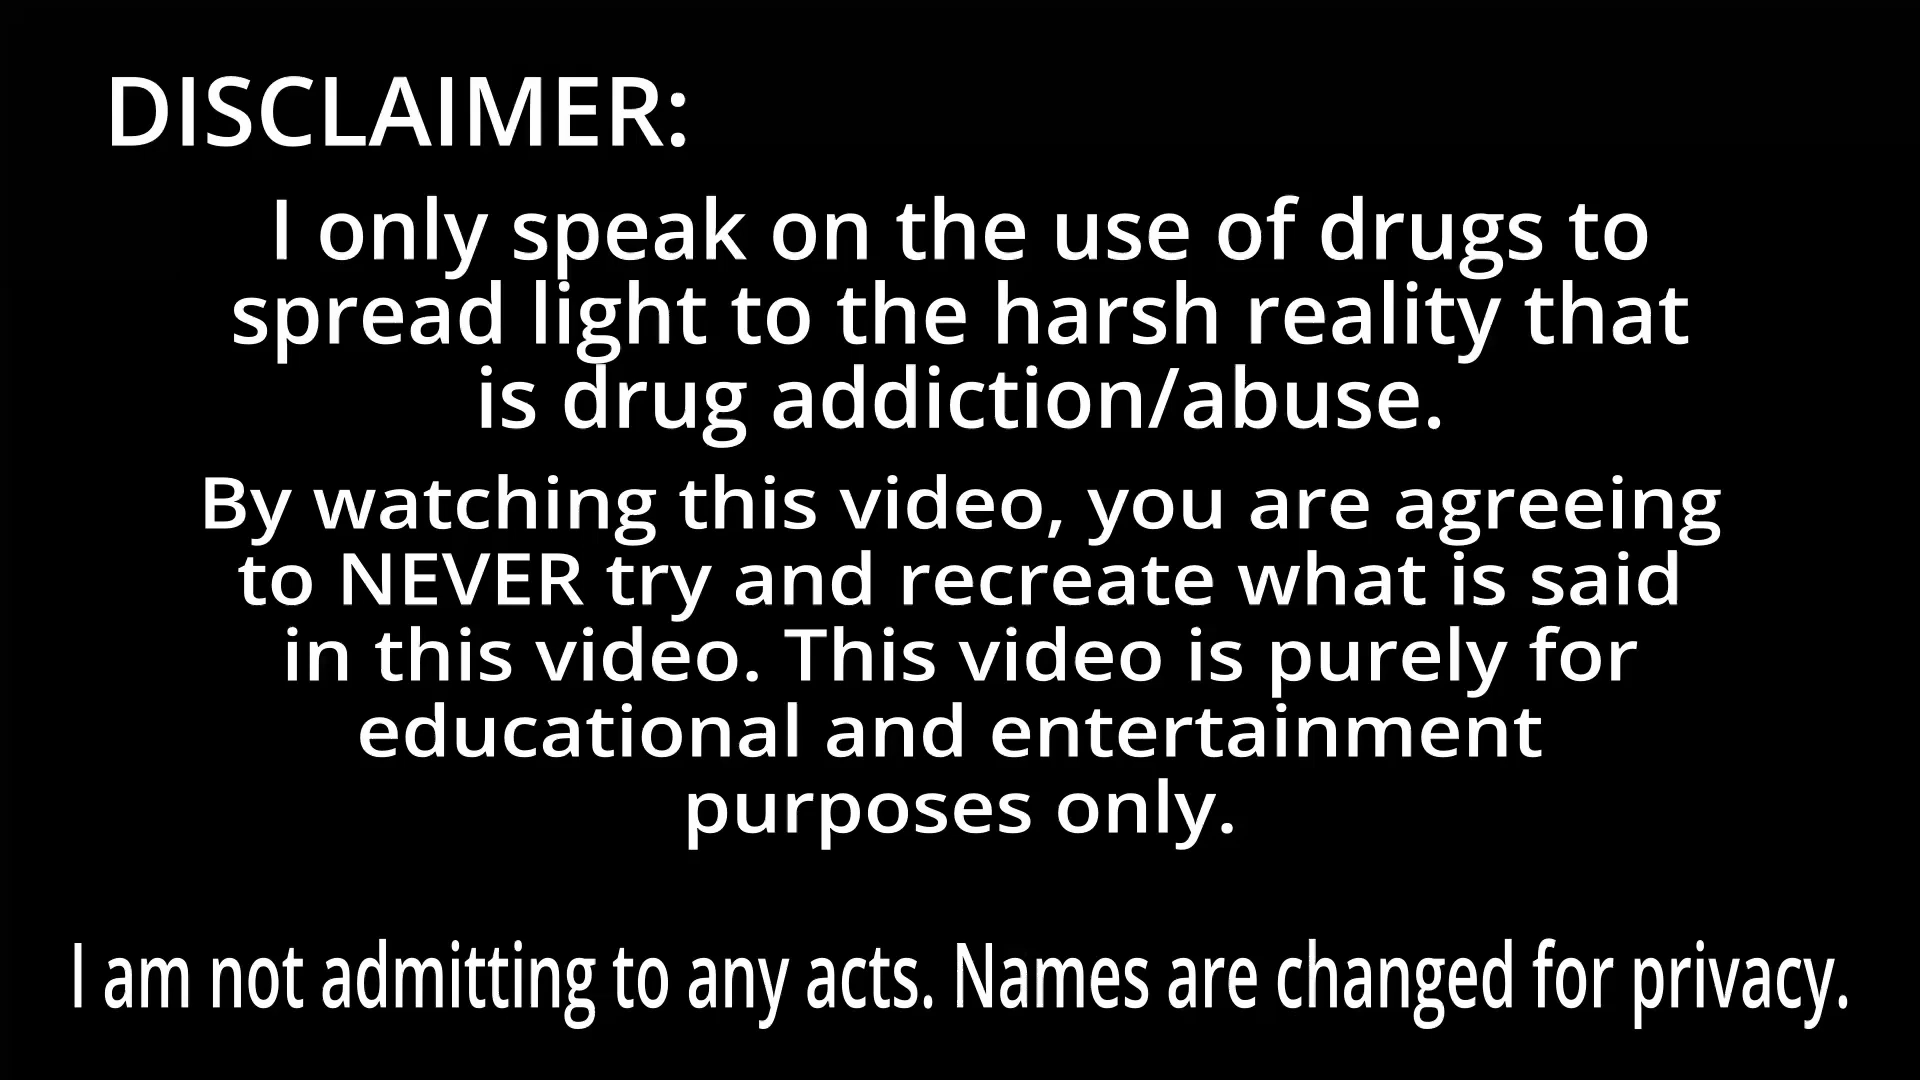 DISCLAIMER:
I only speak on the use of drugs to
spread light to the harsh reality that
is drug addiction/abuse.
By watching this video, you are agreeing
to NEVER try and recreate what is said
in this video. This video is purely for
educational and entertainment
purposes only.
I am not admitting to any acts. Names are changed for privacy.